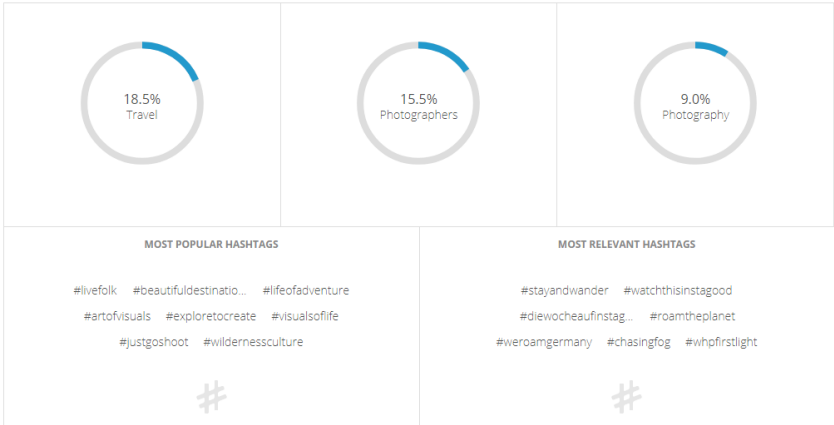 18.5%
Travel
15.5%
Photographers
9.0%
Photography
MOST POPULAR HASHTAGS
#livefolk #beautifuldestinatio... #lifeofadventure
#artofvisuals #exploretocreate #visualsoflife
#justgoshoot #wildernessculture
#
MOST RELEVANT HASHTAGS
#stayandwander #watchthisinstagood
#diewocheaufinstag... #roamtheplanet
#weroamgermany #chasingfog #whpfirstlight
#